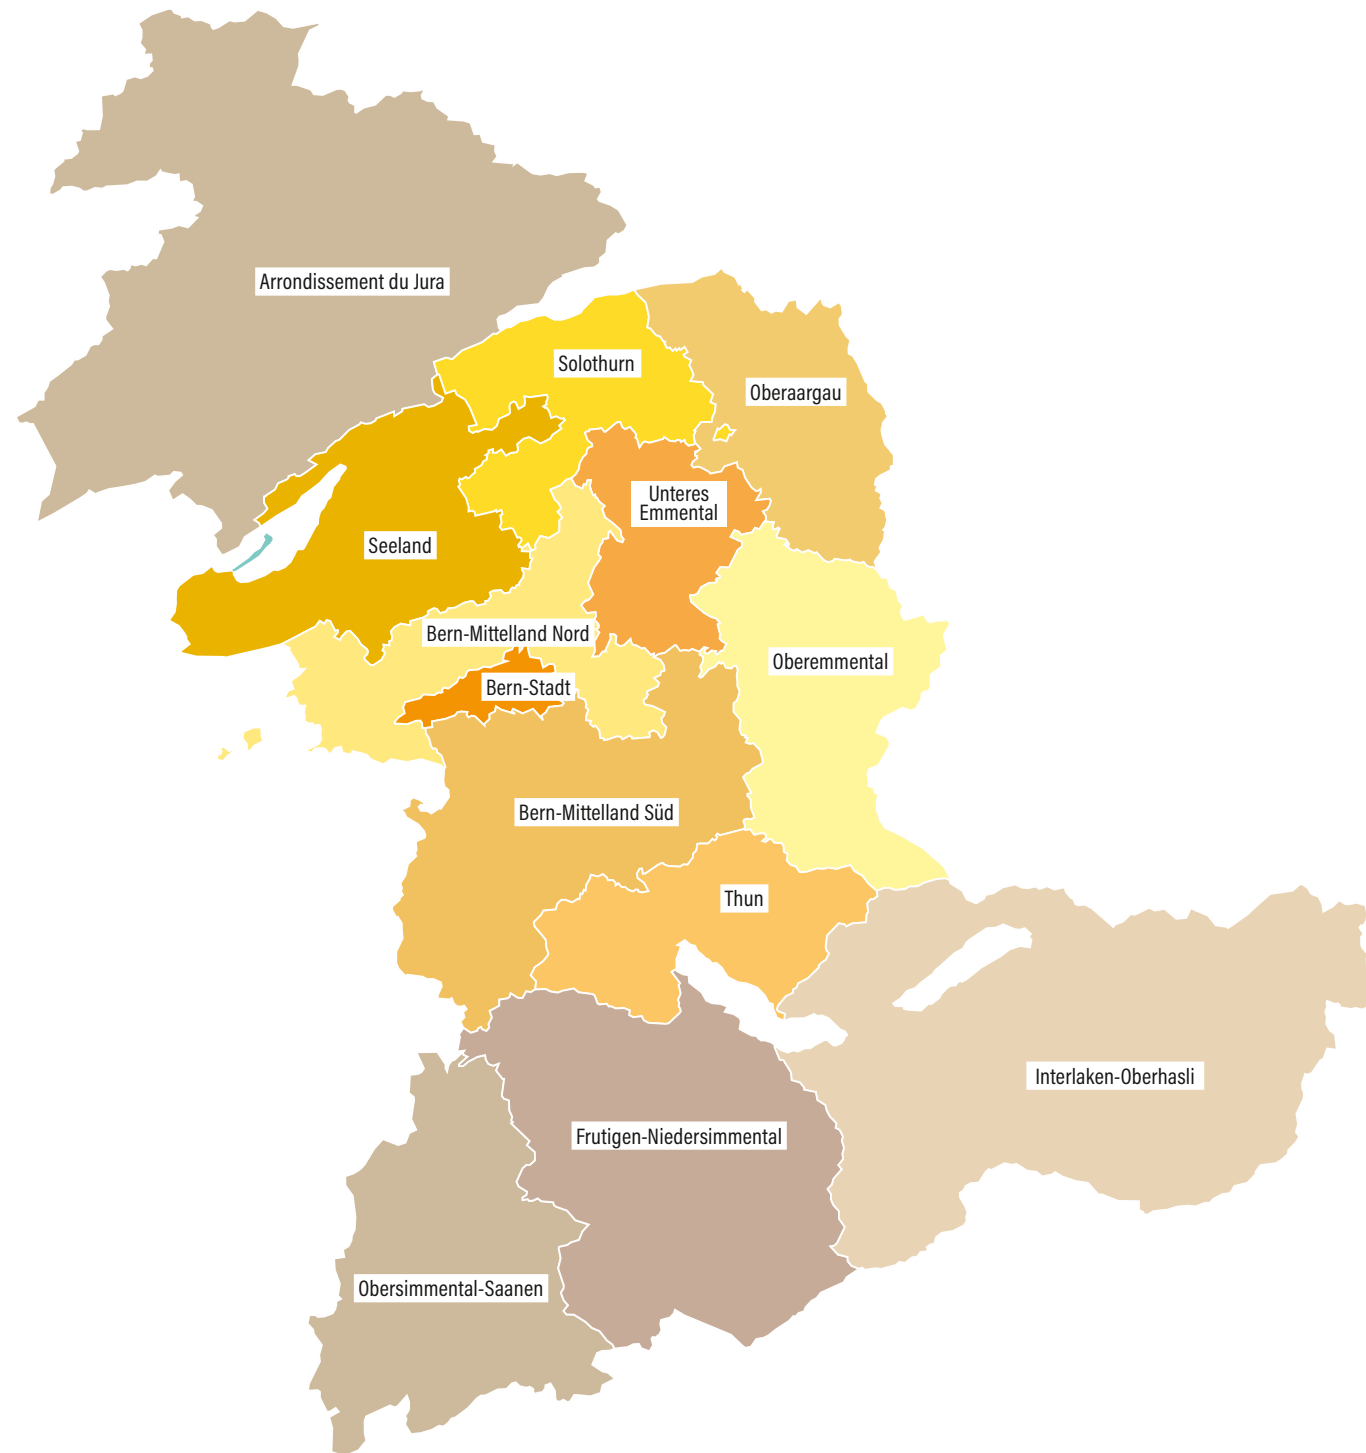 Arrondissement du Jura
Solothurn
Oberaargau
Unteres
Emmental
Seeland
Bern-Mittelland Nord
Oberemmental
Bern-Stadt
Bern-Mittelland Süd
Thun
Interlaken-Oberhasli
Frutigen-Niedersimmental
Obersimmental-Saanen